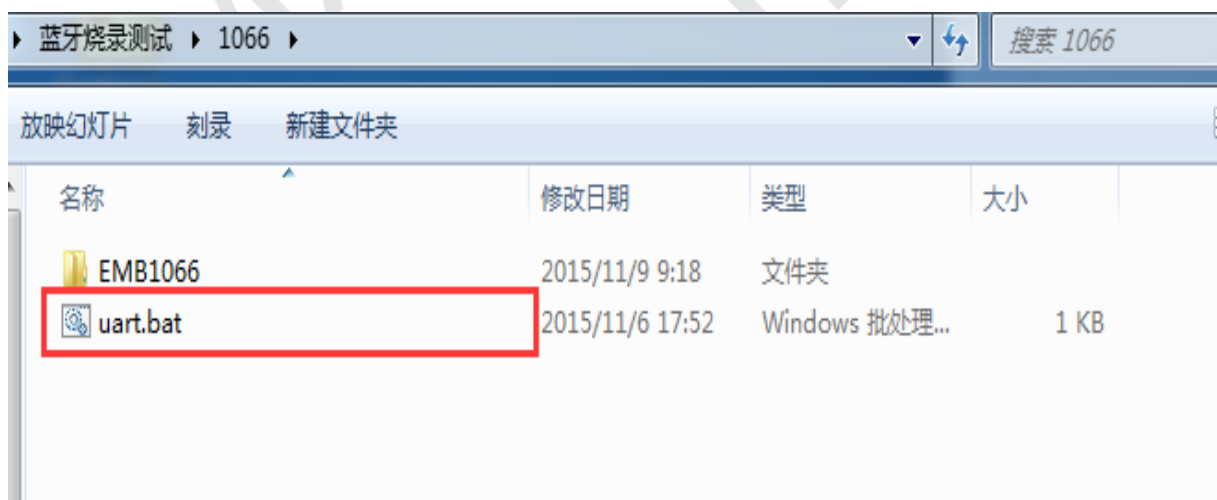 蓝牙烧录测试 1066 搜索 1066
放映幻灯片 刻录 新建文件夹
名称 修改日期 类型 大小
EMB1066 2015/11/9 9:18 文件夹
uart.bat 2015/11/6 17:52 Windows 批处理... 1 KB